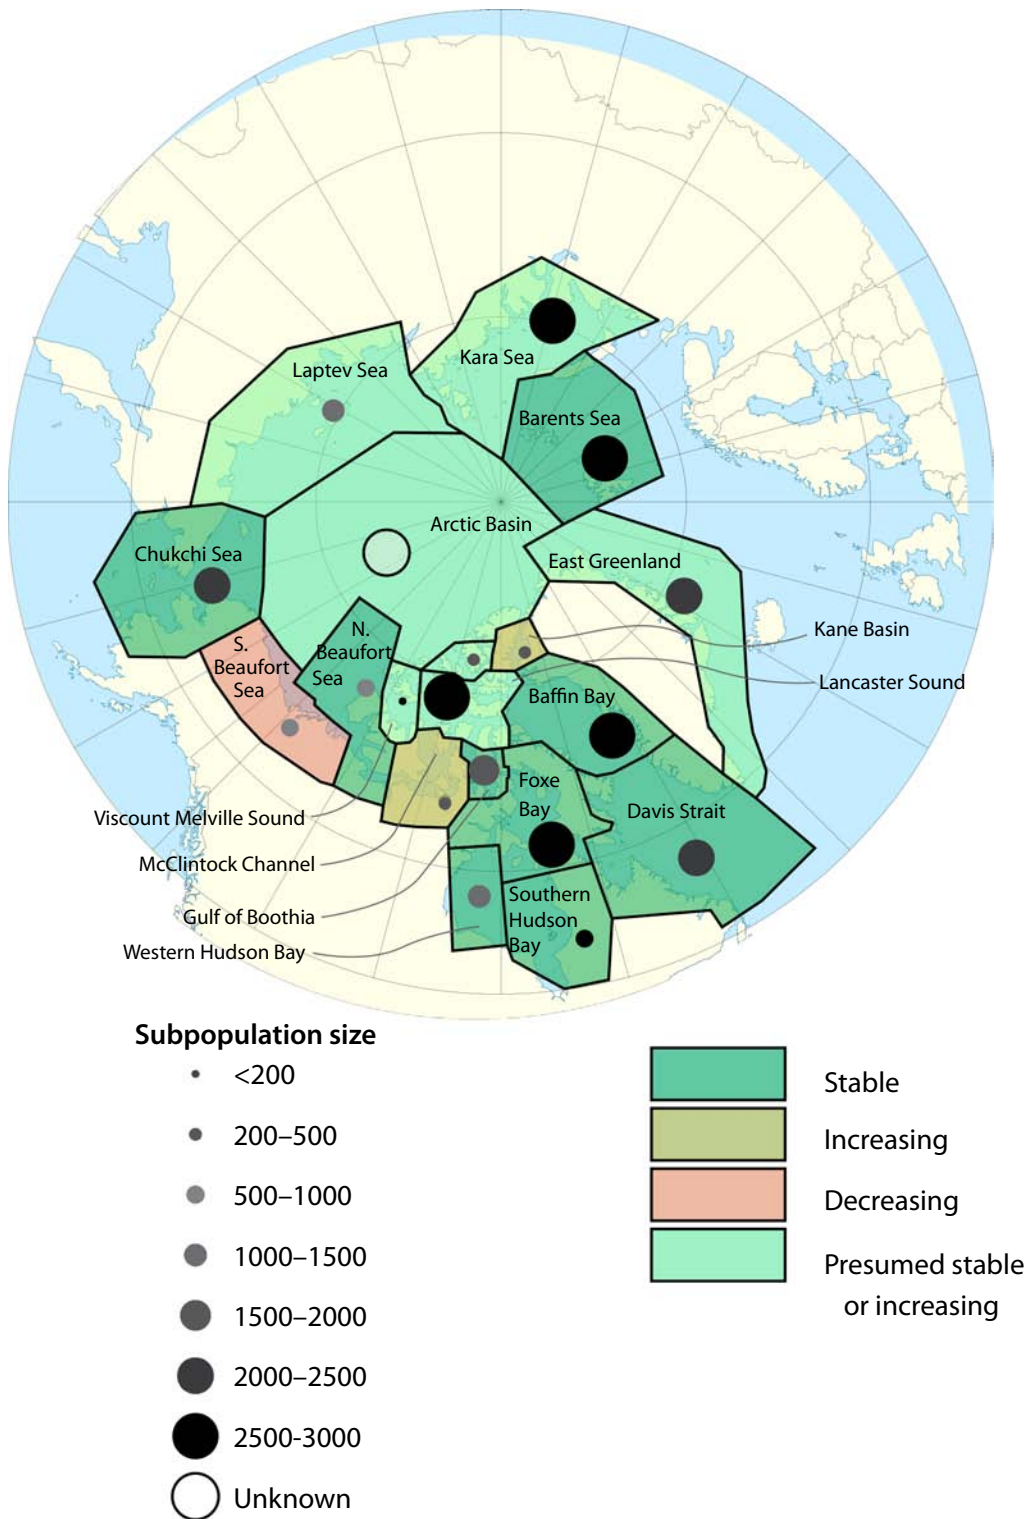 Kara Sea
Laptev Sea
Barents Sea
Arctic Basin
Chukchi Sea
East Greenland
N.
Beaufort
Sea
S.
Beaufort
Sea
Kane Basin
Lancaster Sound
Baffin Bay
Foxe
Bay
Davis Strait
Viscount Melville Sound
McClintock Channel
Gulf of Boothia
Western Hudson Bay
Southern
Hudson
Bay
Subpopulation size
<200
200–500
500–1000
1000–1500
1500–2000
2000–2500
2500-3000
Unknown
Stable
Increasing
Decreasing
Presumed stable
or increasing